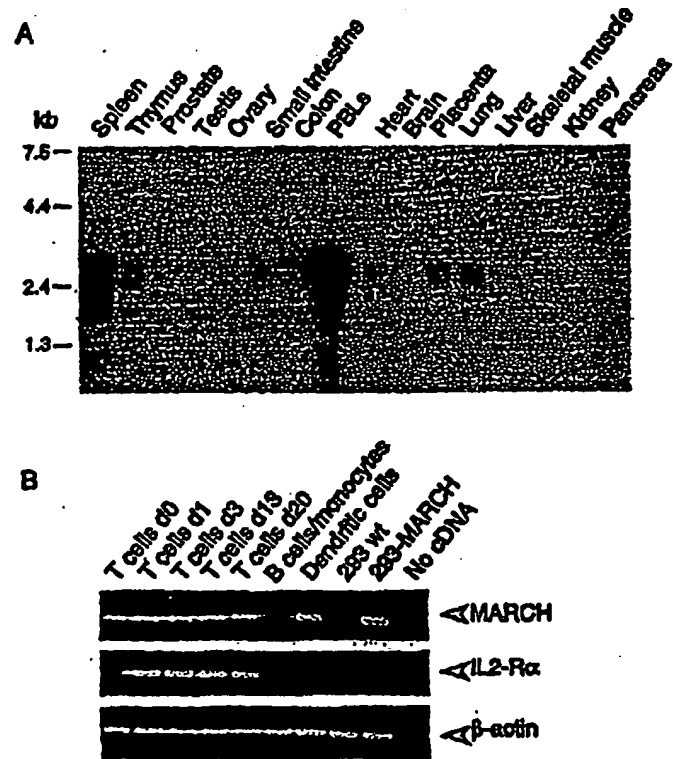 A
kb
Spleen
Thymus
Prostate
Testis
Ovary
Small intestine
Colon
PBLs
Heart
Brain
Placenta
Lung
Liver
Skeletal muscle
Kidney
Pancreas
7.5
4.4
2.4
1.3
B
T cells d0
T cells d1
T cells d3
T cells d13
T cells d20
B cells/monocytes
Dendritic cells
293 wt
293-MARCH
No cDNA
MARCH
IL2-Rα
β-actin